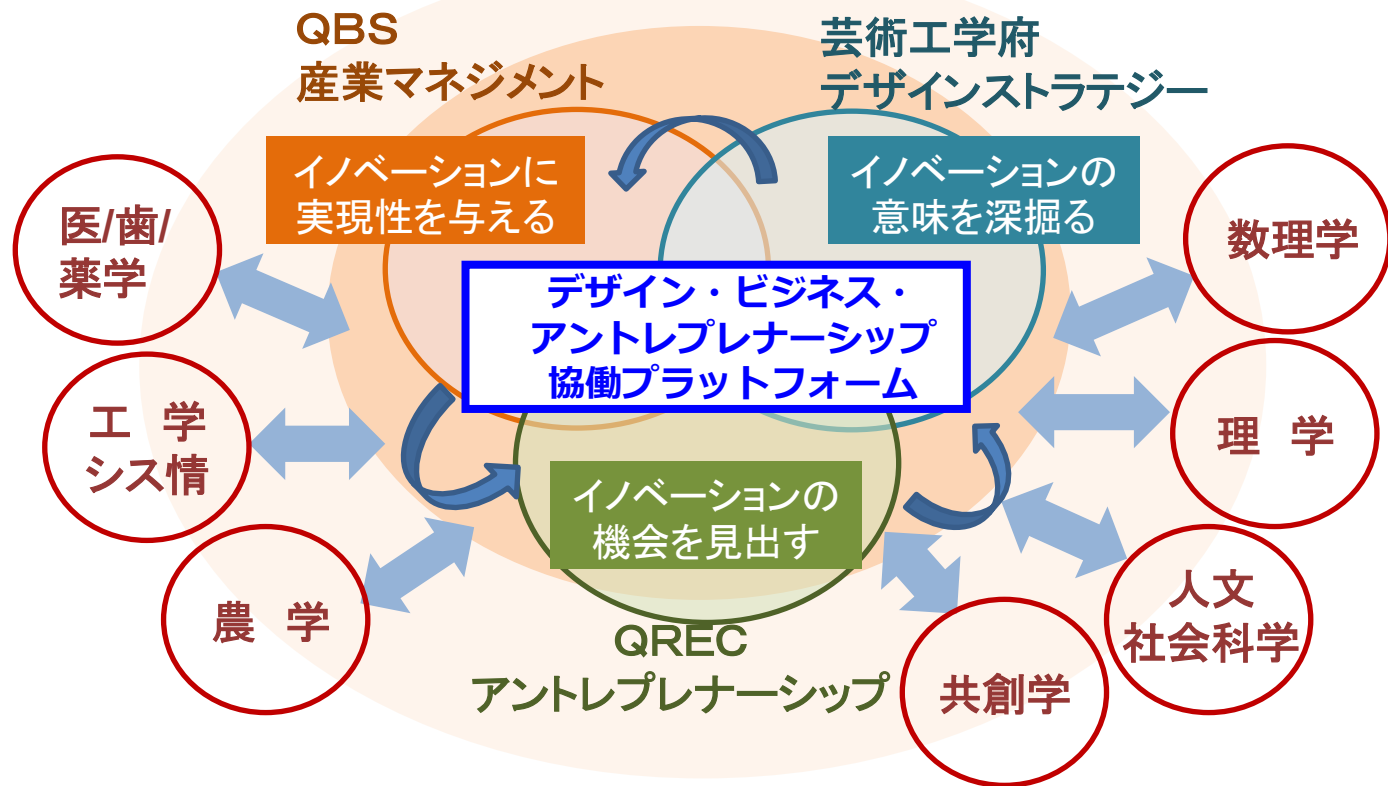 QBS
産業マネジメント
芸術工学府
デザインストラテジー
イノベーションに
実現性を与える
イノベーションの
意味を深掘る
医/歯/
薬学
数理学
デザイン・ビジネス・
アントレプレナーシップ
協働プラットフォーム
工　学
シス情
理　学
イノベーションの
機会を見出す
農　学
人文
社会科学
QREC
アントレプレナーシップ
共創学